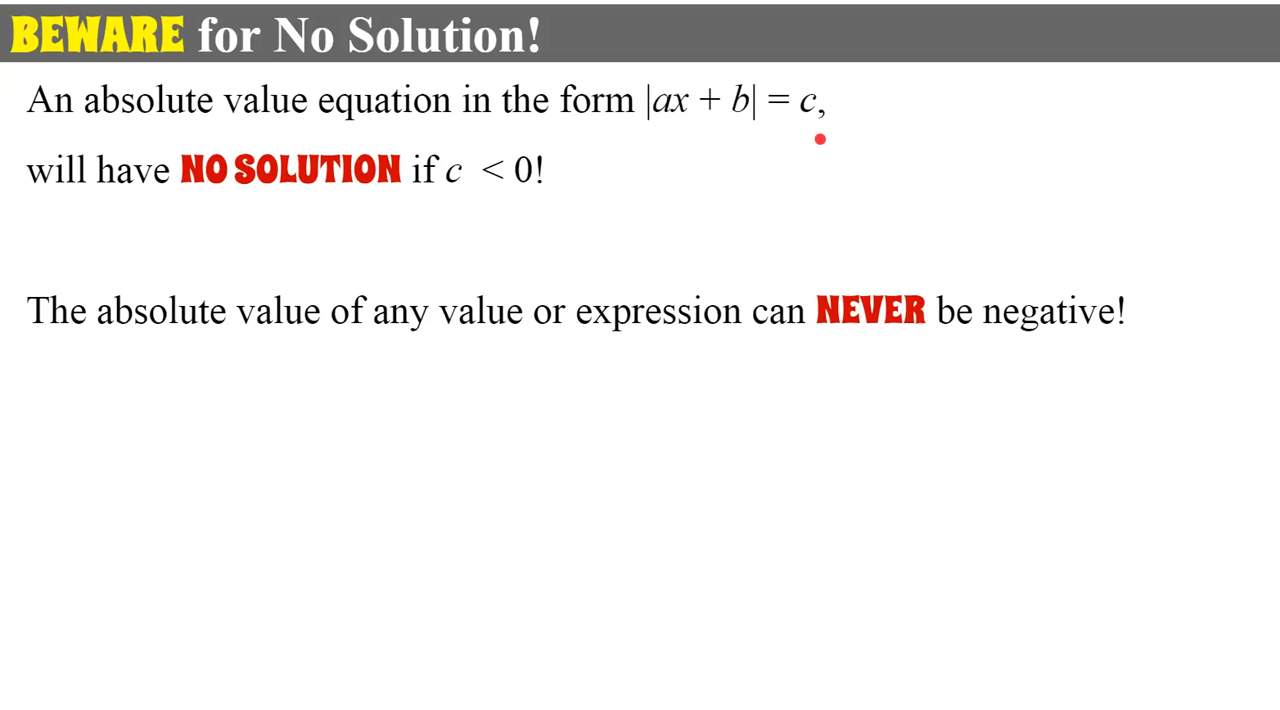 BEWARE for No Solution!
An absolute value equation in the form |ax + b| = c,
will have NO SOLUTION if c < 0!
The absolute value of any value or expression can NEVER be negative!